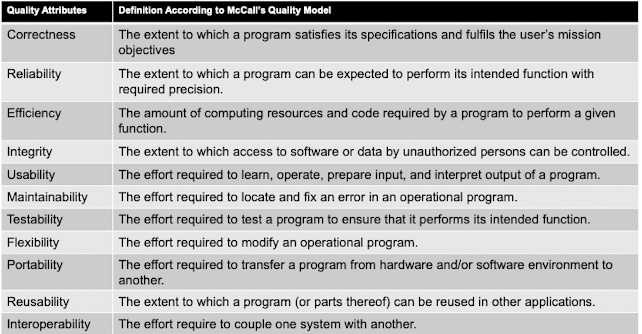 Quality Attributes Definition According to McCall's Quality Model
Correctness The extent to which a program satisfies its specifications and fulfils the user's mission
objectives
Reliability The extent to which a program can be expected to perform its intended function with
required precision.
Efficiency The amount of computing resources and code required by a program to perform a given
function.
Integrity The extent to which access to software or data by unauthorized persons can be controlled.
Usability The effort required to learn, operate, prepare input, and interpret output of a program.
Maintainability The effort required to locate and fix an error in an operational program.
Testability The effort required to test a program to ensure that it performs its intended function.
Flexibility The effort required to modify an operational program.
Portability The effort required to transfer a program from hardware and/or software environment to
another.
Reusability The extent to which a program (or parts thereof) can be reused in other applications.
Interoperability The effort require to couple one system with another.